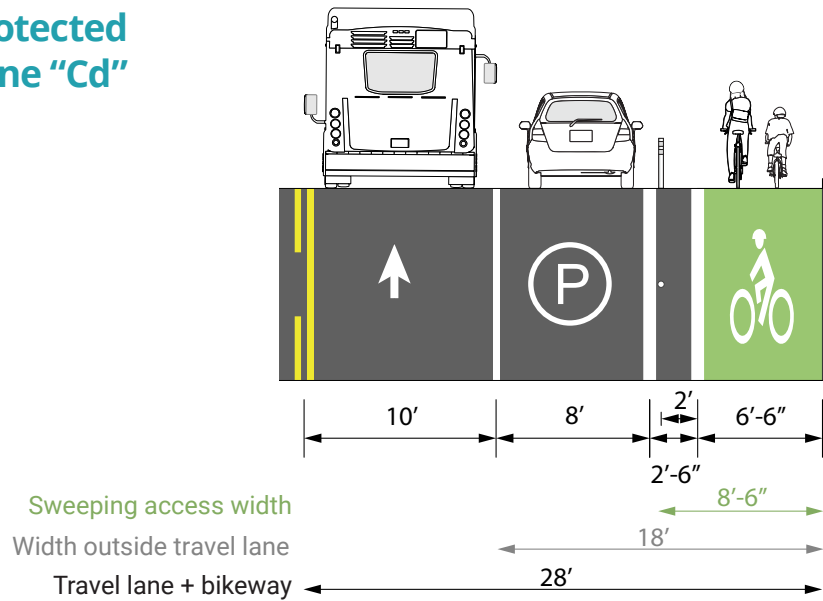 otected
ne “Cd”
P
2’
10’
8’
6’-6”
2’-6”
Sweeping access width
8’-6”
Width outside travel lane
18’
Travel lane + bikeway
28’